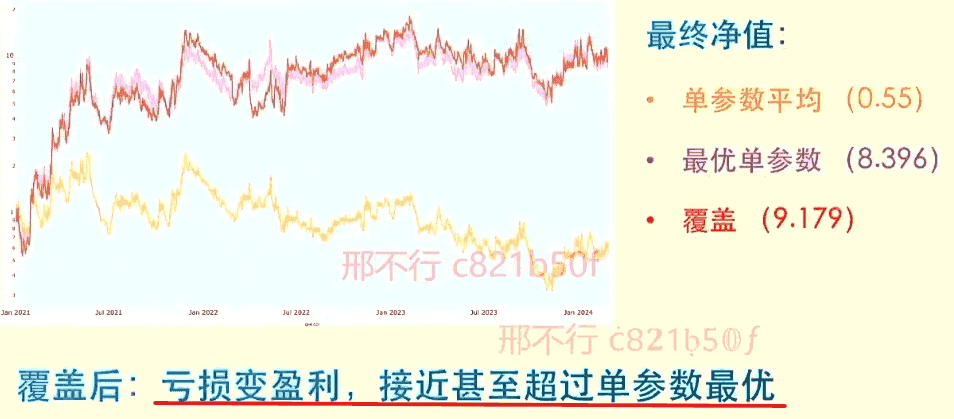 最终净值：
• 单参数平均 (0.55)
• 最优单参数 (8.396)
• 覆盖 (9.179)
10
2
Jan 2021
Jul 2021
Jan 2022
Jul 2022
Jan 2023
Jul 2023
Jan 2024
邢不行 c821b50f
邢不行 c821b50f
覆盖后：亏损变盈利，接近甚至超过单参数最优